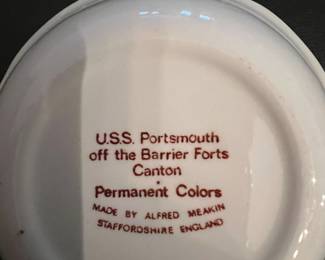 U.S.S. Portsmouth
off the Barrier Forts
Canton
Permanent Colors
MADE BY ALFRED MEAKIN
STAFFORDSHIRE ENGLAND